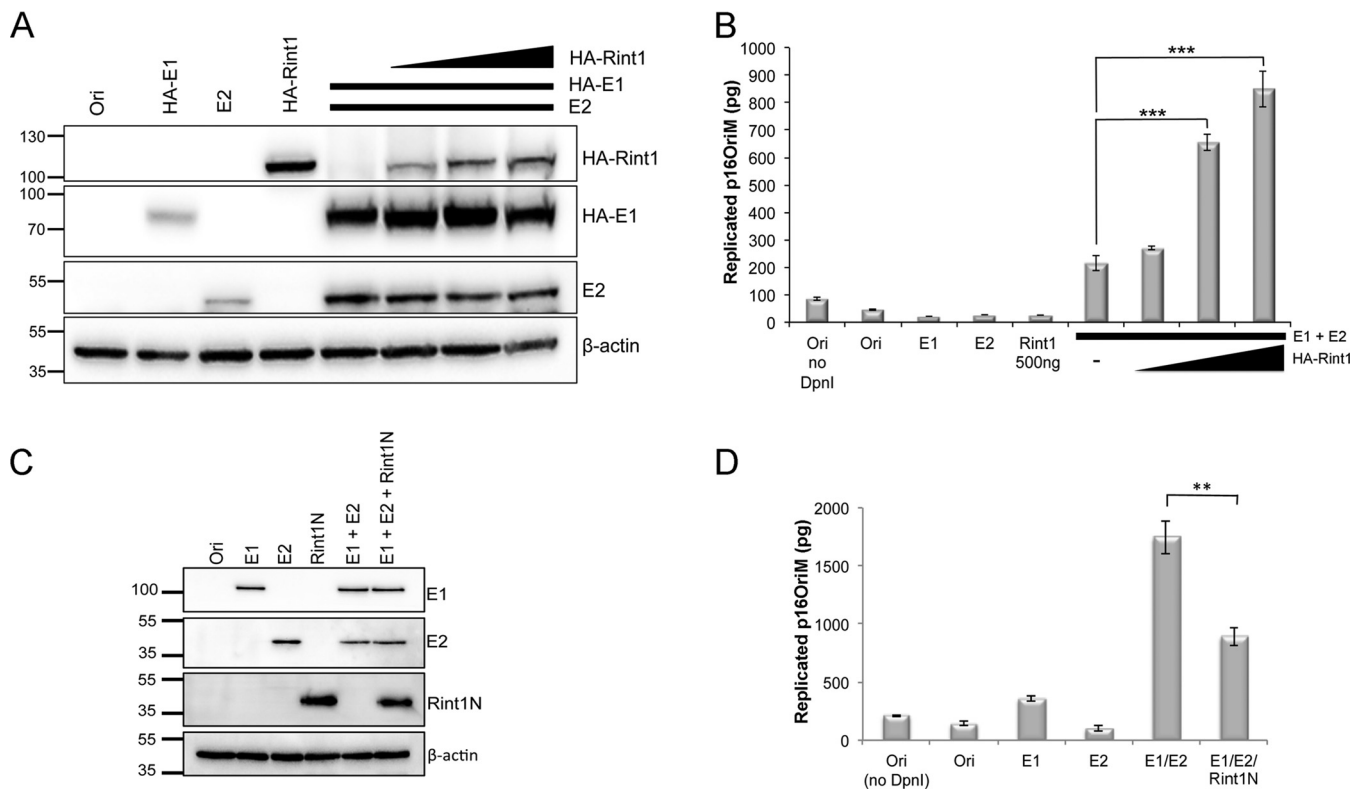 A
Ori
HA-E1
E2
HA-Rint1
HA-Rint1
HA-E1
E2
130
100
HA-Rint1
100
70
HA-E1
55
E2
55
35
β-actin
B
Replicated p16OriM (pg)
1000
900
800
700
600
500
400
300
200
100
0
***
***
Ori no DpnI
Ori
E1
E2
Rint1 500ng
-
E1 + E2
HA-Rint1
C
Ori
E1
E2
Rint1N
E1 + E2
E1 + E2 + Rint1N
100
E1
55
35
E2
55
35
Rint1N
55
35
β-actin
D
Replicated p16OriM (pg)
2000
1500
1000
500
0
**
Ori (no DpnI)
Ori
E1
E2
E1/E2
E1/E2/ Rint1N